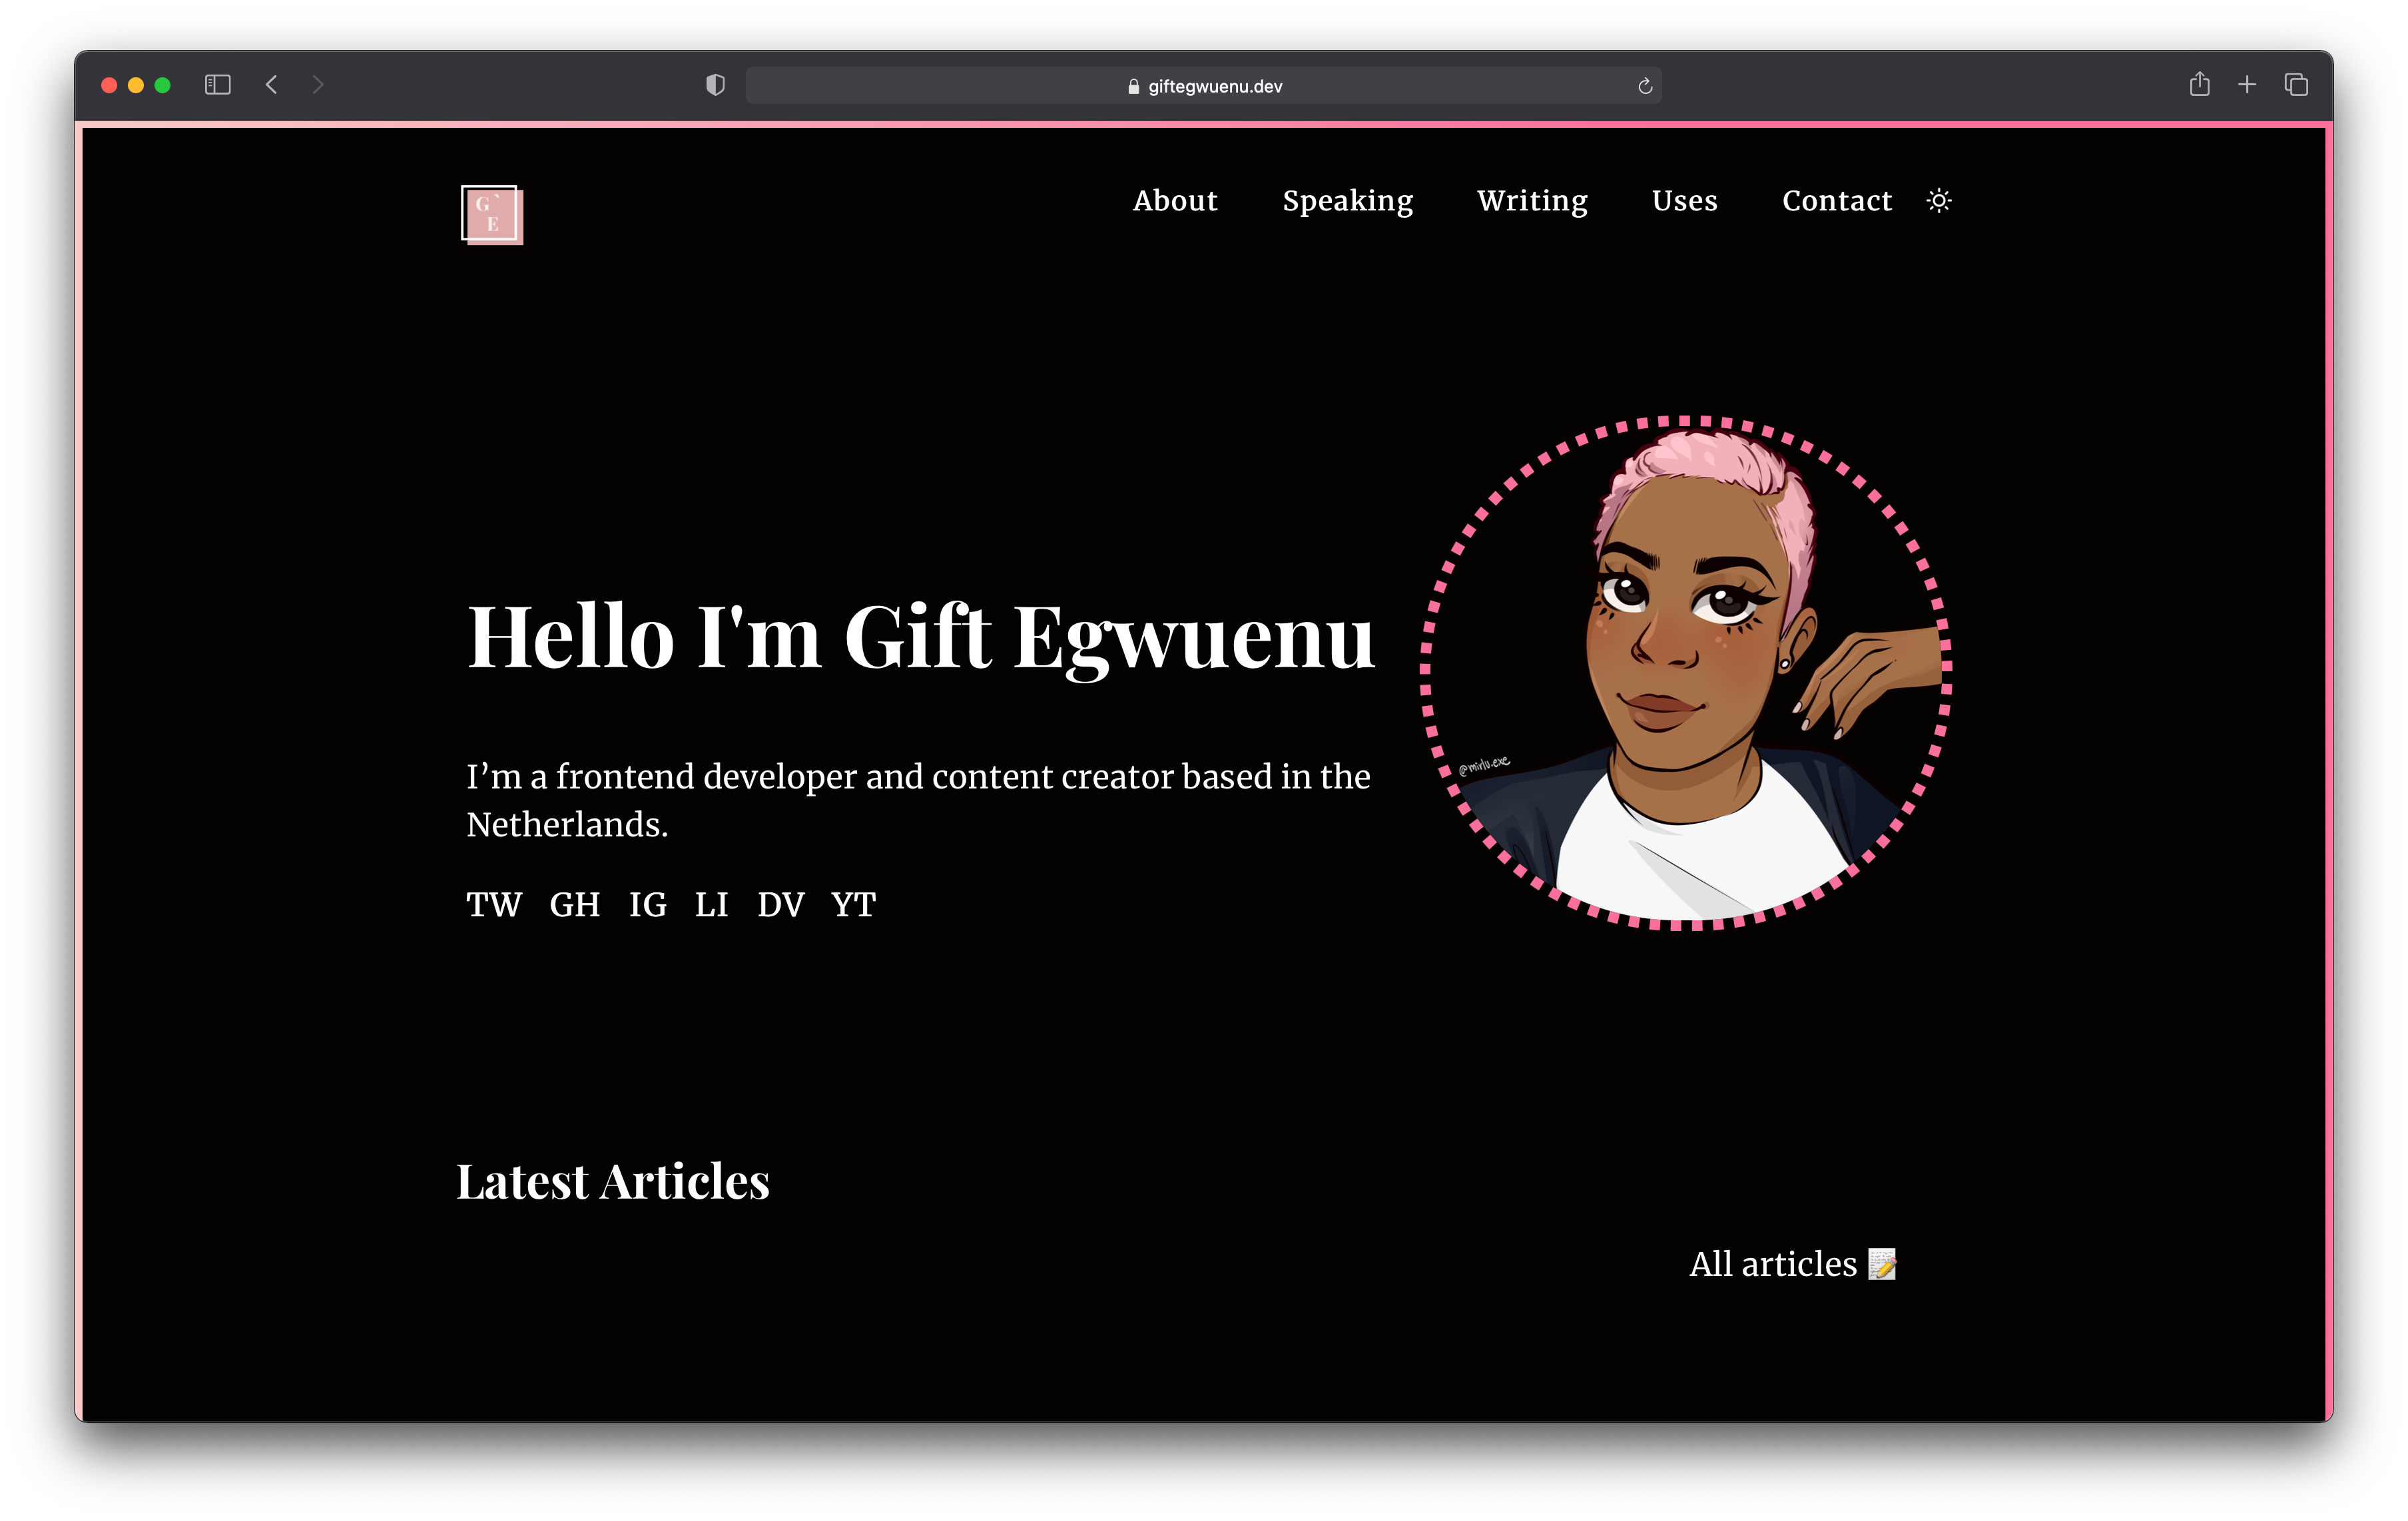 giftegwuenu.dev
G`
E
About Speaking Writing Uses Contact
Hello I'm Gift Egwuenu
I’m a frontend developer and content creator based in the
Netherlands.
TW GH IG LI DV YT
@mirlu.exe
Latest Articles
All articles 📝